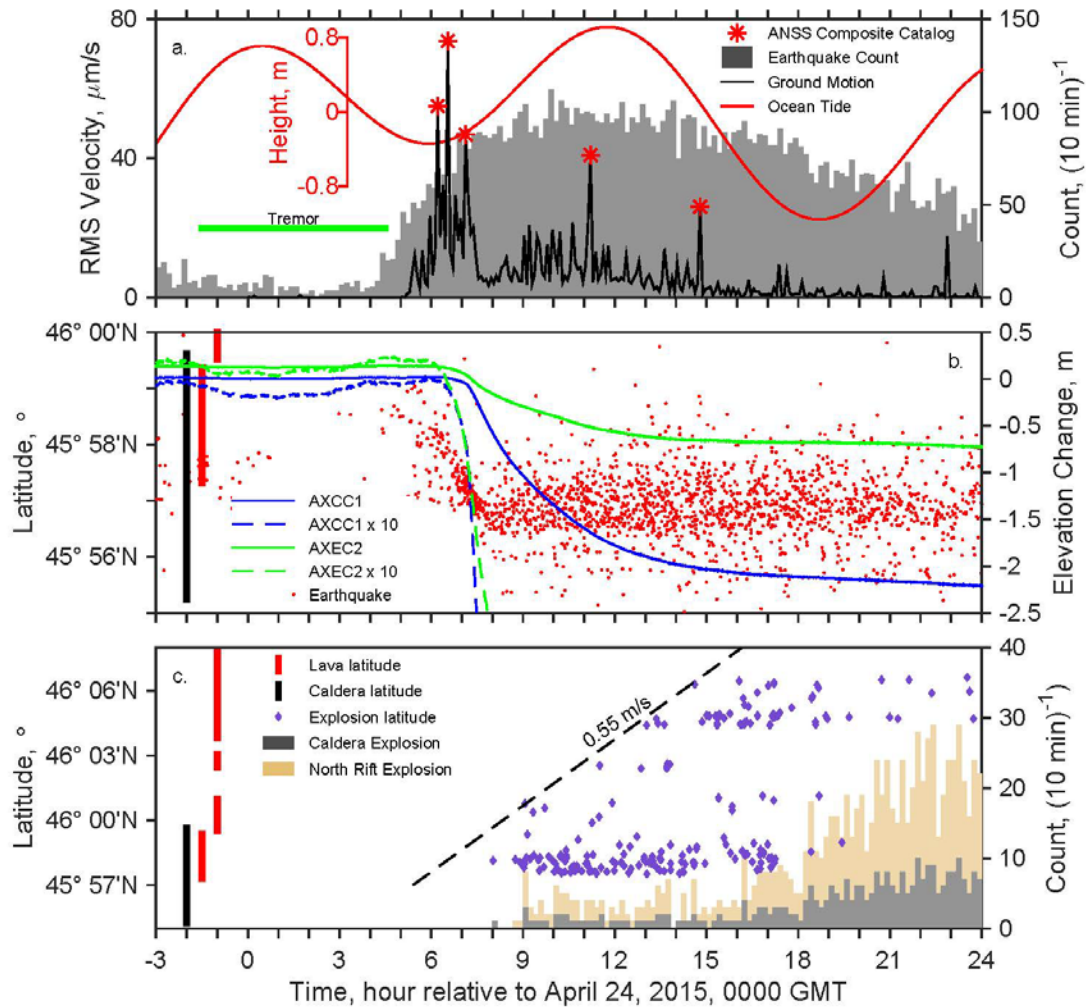 80
40
0
RMS Velocity, μm/s
a.
0.8
0
-0.8
Height, m
Tremor
ANSS Composite Catalog
Earthquake Count
Ground Motion
Ocean Tide
150
100
50
0
Count, (10 min)⁻¹
46° 00'N
45° 58'N
45° 56'N
Latitude, °
b.
AXCC1
AXCC1 x 10
AXEC2
AXEC2 x 10
Earthquake
0.5
0
-0.5
-1
-1.5
-2
-2.5
Elevation Change, m
46° 06'N
46° 03'N
46° 00'N
45° 57'N
Latitude, °
c.
Lava latitude
Caldera latitude
Explosion latitude
Caldera Explosion
North Rift Explosion
0.55 m/s
40
30
20
10
0
Count, (10 min)⁻¹
-3 0 3 6 9 12 15 18 21 24
Time, hour relative to April 24, 2015, 0000 GMT